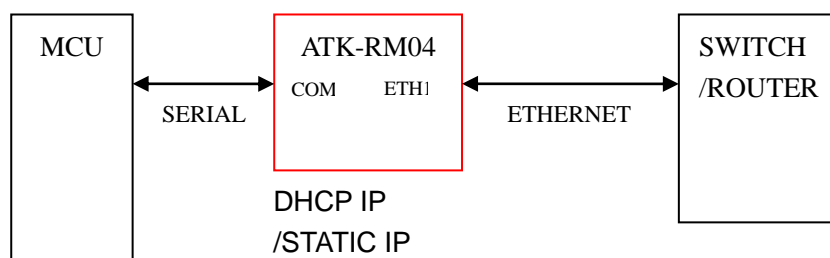 MCU
ATK-RM04
SWITCH
/ROUTER
COM
ETH1
SERIAL
ETHERNET
DHCP IP
/STATIC IP